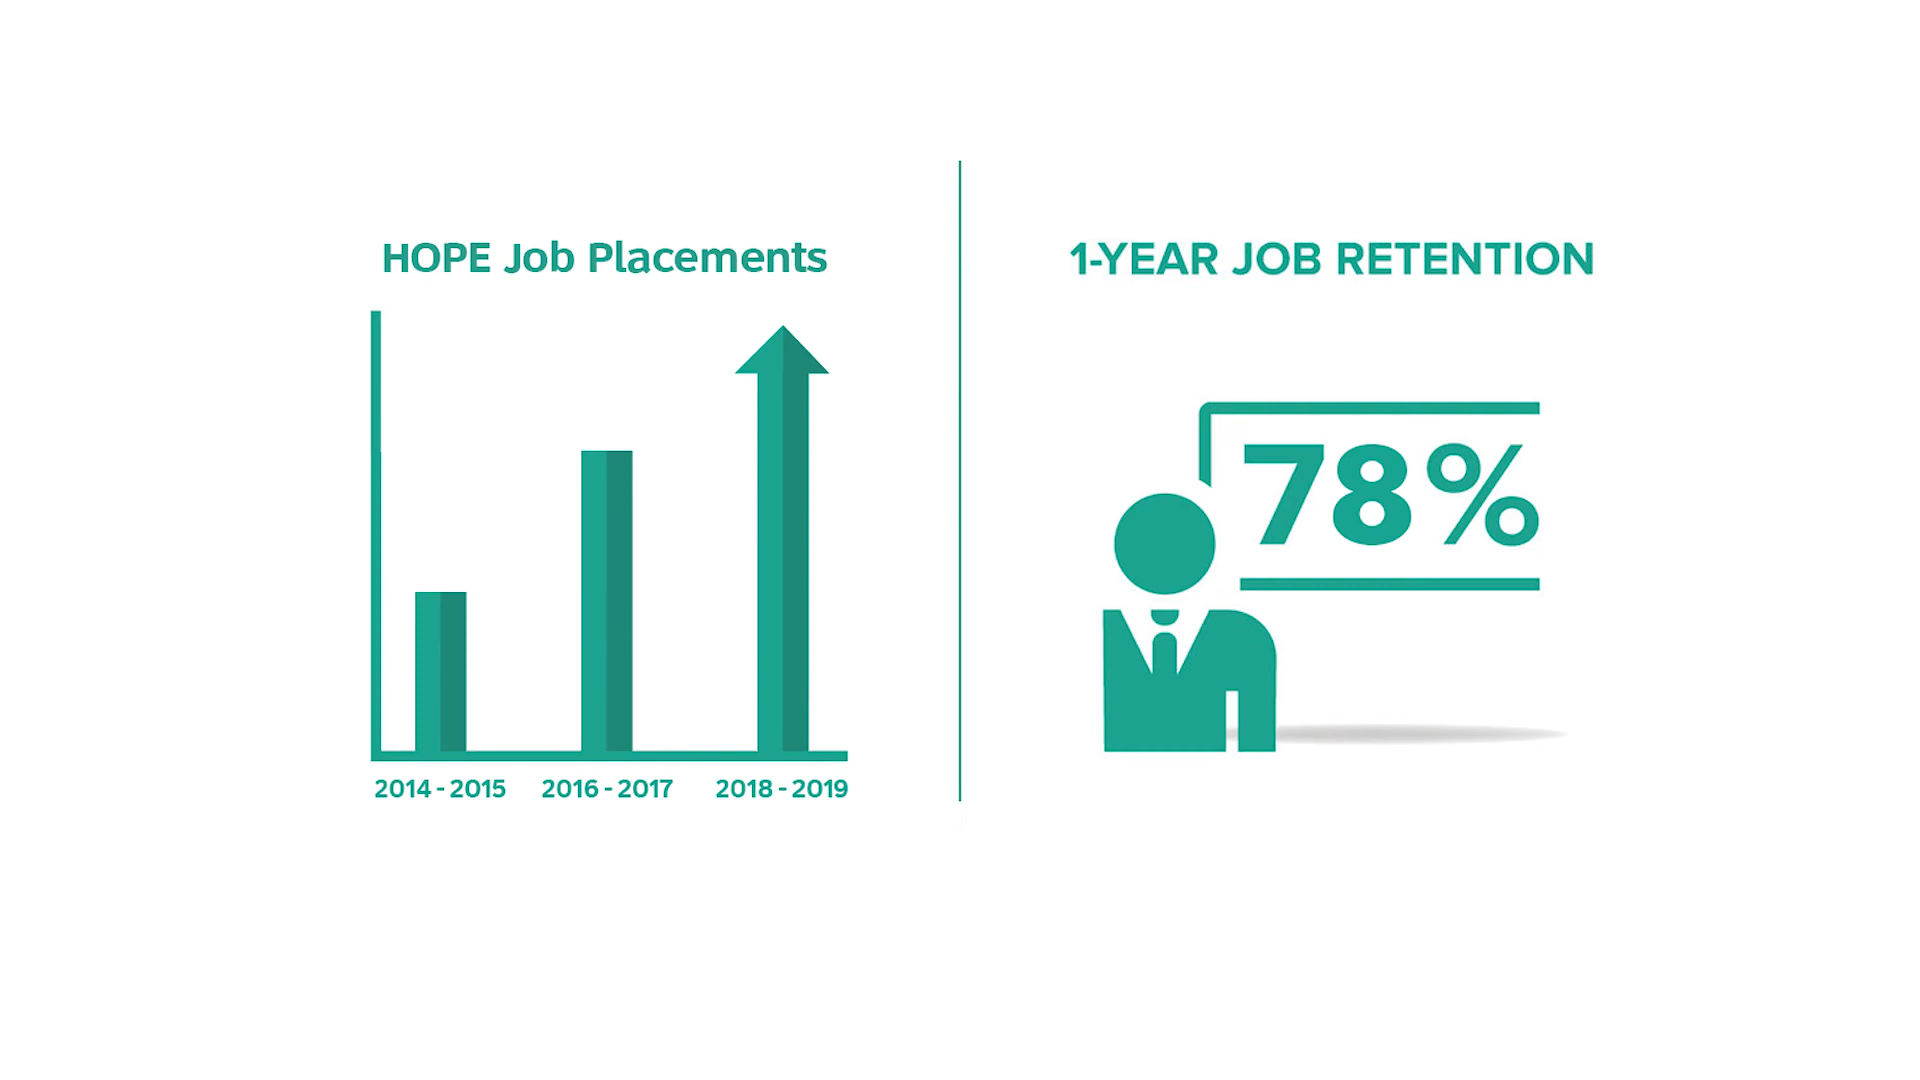 HOPE Job Placements
2014 - 2015
2016 - 2017
2018 - 2019
1-YEAR JOB RETENTION
78%